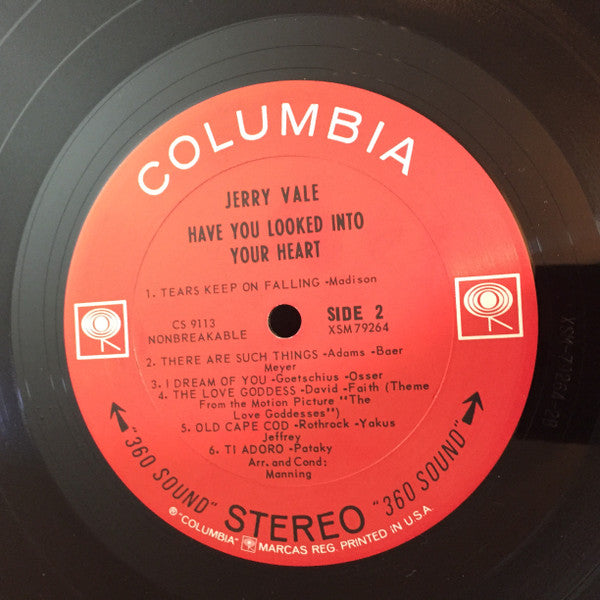 COLUMBIA
JERRY VALE
HAVE YOU LOOKED INTO
YOUR HEART
1. TEARS KEEP ON FALLING -Madison
CS 9113
NONBREAKABLE
SIDE 2
XSM 79264
2. THERE ARE SUCH THINGS -Adams -Baer
Meyer
3. I DREAM OF YOU -Goetschius -Osser
4. THE LOVE GODDESS -David -Faith (Theme
From the Motion Picture "The
Love Goddesses")
5. OLD CAPE COD -Rothrock -Yakus
Jeffrey
6. TI ADORO -Pataky
Arr. and Cond:
Manning
"360 SOUND" STEREO "360 SOUND"
℗ "COLUMBIA" MARCAS REG. PRINTED IN U.S.A.